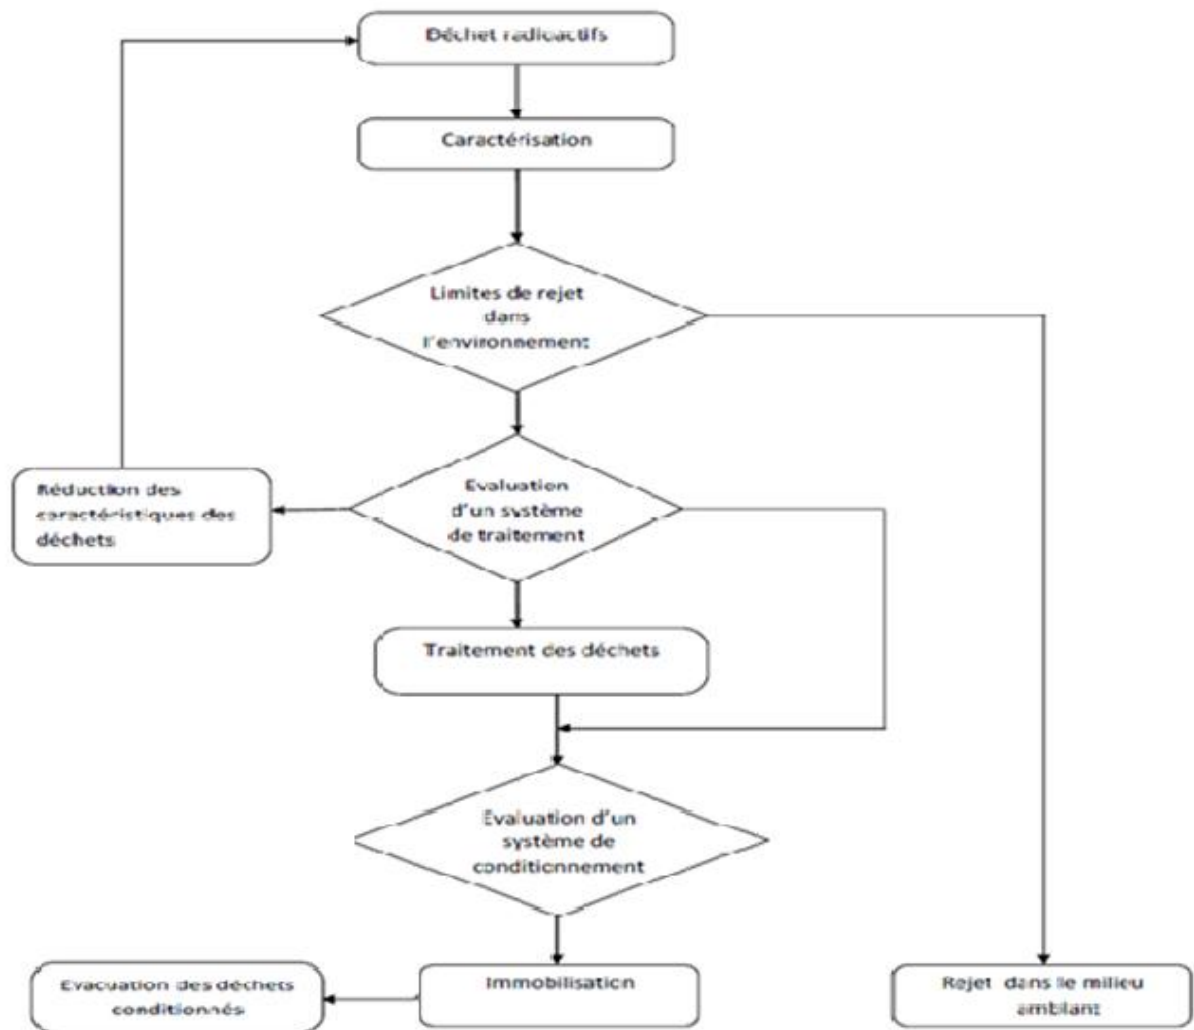 Déchet radioactifs
Caractérisation
Limites de rejet
dans
l'environnement
Réduction des
caractéristiques des
déchets
Evaluation
d'un système
de traitement
Traitement des déchets
Évaluation d'un
système de
conditionnement
Evacuation des déchets
conditionnés
Immobilisation
Rejet dans le milieu
ambiant